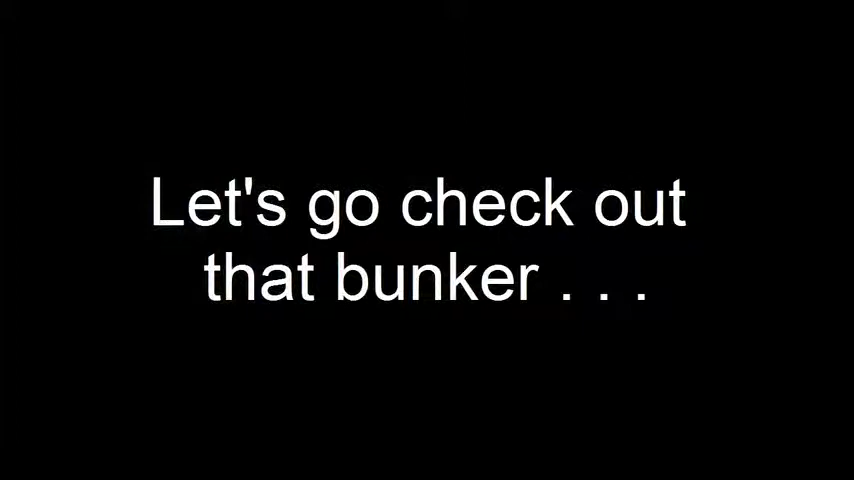 Let's go check out
that bunker . . .